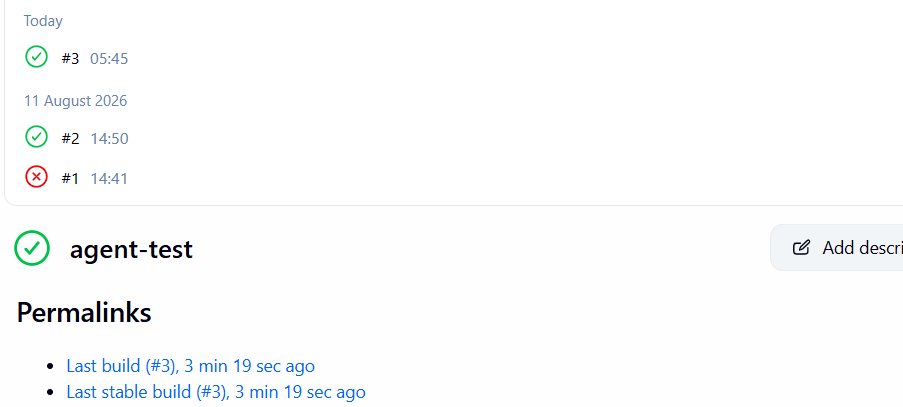 Today
#3 05:45
11 August 2026
#2 14:50
#1 14:41
agent-test
Add descri
Permalinks
Last build (#3), 3 min 19 sec ago
Last stable build (#3), 3 min 19 sec ago